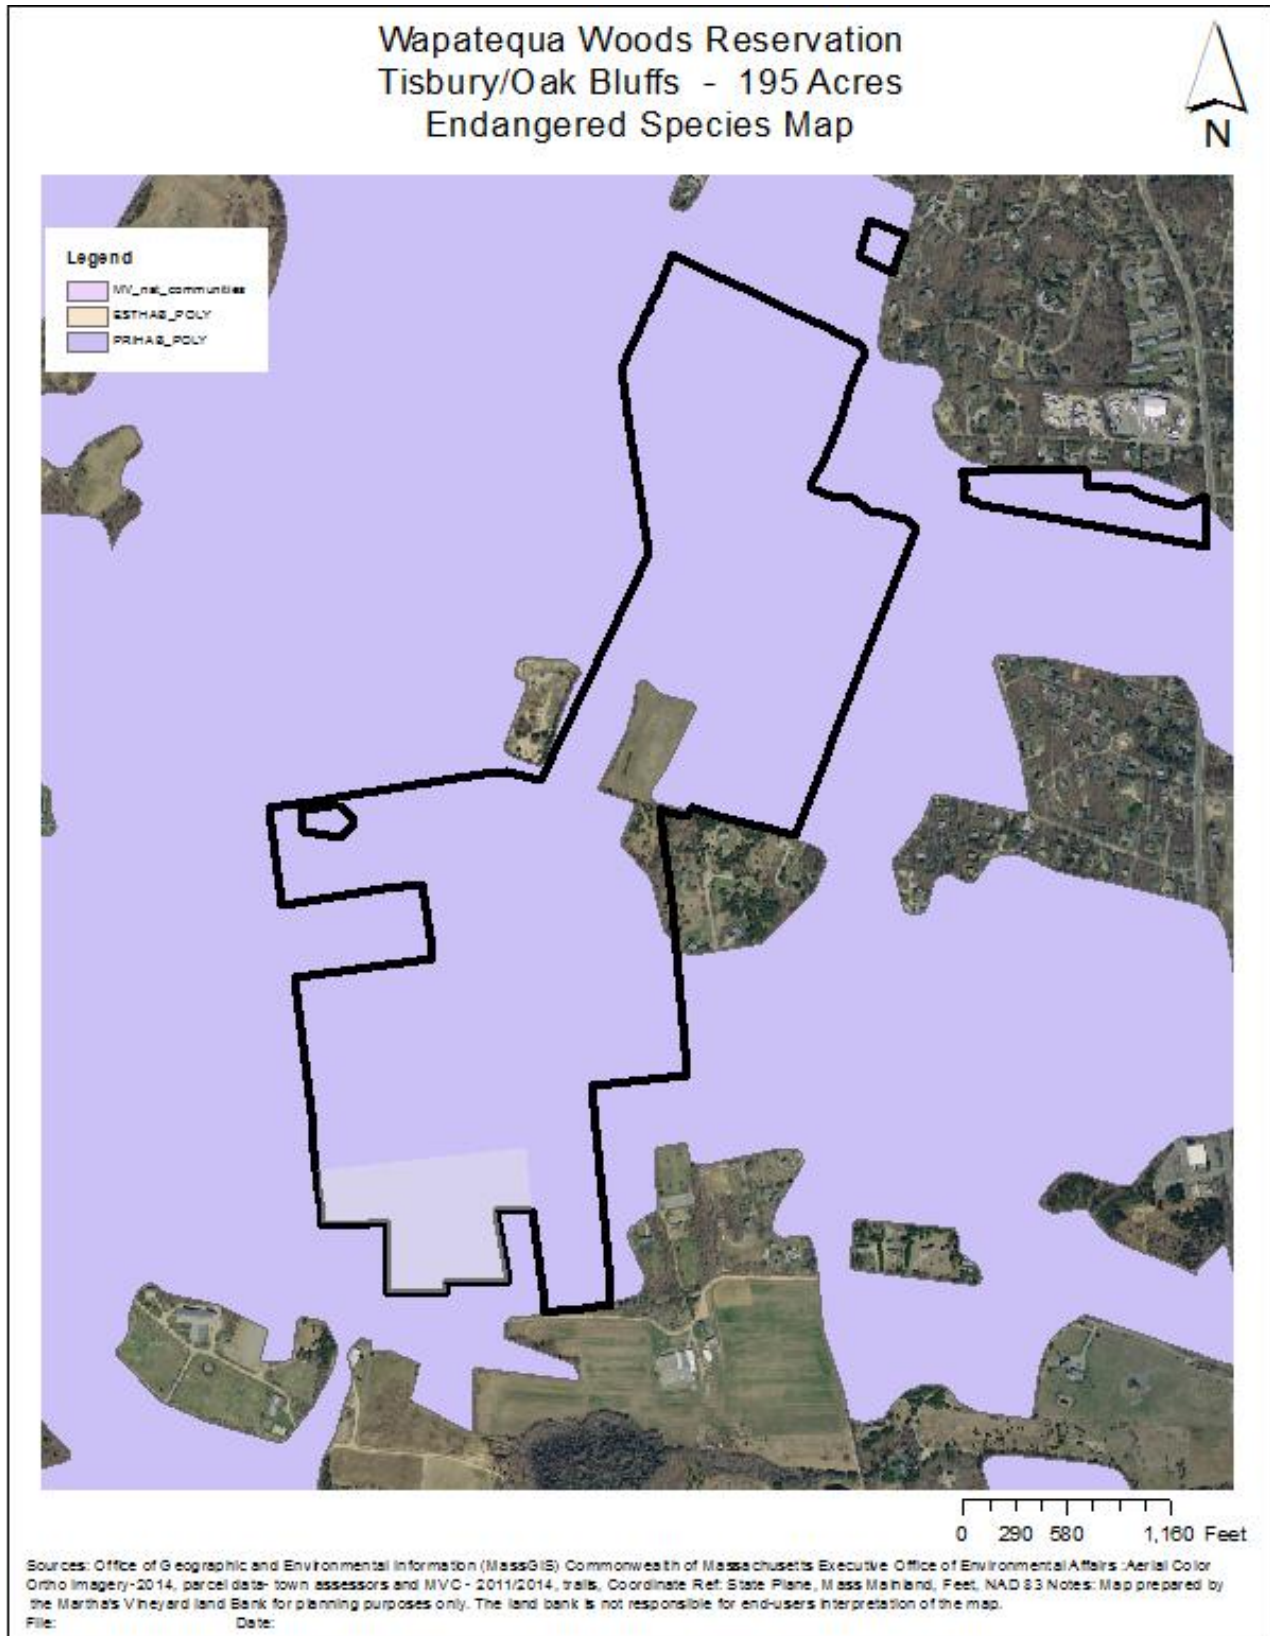 Wapatequa Woods Reservation
Tisbury/Oak Bluffs - 195 Acres
Endangered Species Map
N
Legend
MV_nat_communities
ESTHAB_POLY
PRIHAB_POLY
0 290 580 1,160 Feet
Sources: Office of Geographic and Environmental Information (MassGIS) Commonwealth of Massachusetts Executive Office of Environmental Affairs :Aerial Color
Ortho Imagery-2014, parcel data- town assessors and MVC - 2011/2014, trails, Coordinate Ref: State Plane, Mass Mainland, Feet, NAD 83 Notes: Map prepared by
the Martha's Vineyard land Bank for planning purposes only. The land bank is not responsible for end-users interpretation of the map.
File: Date: